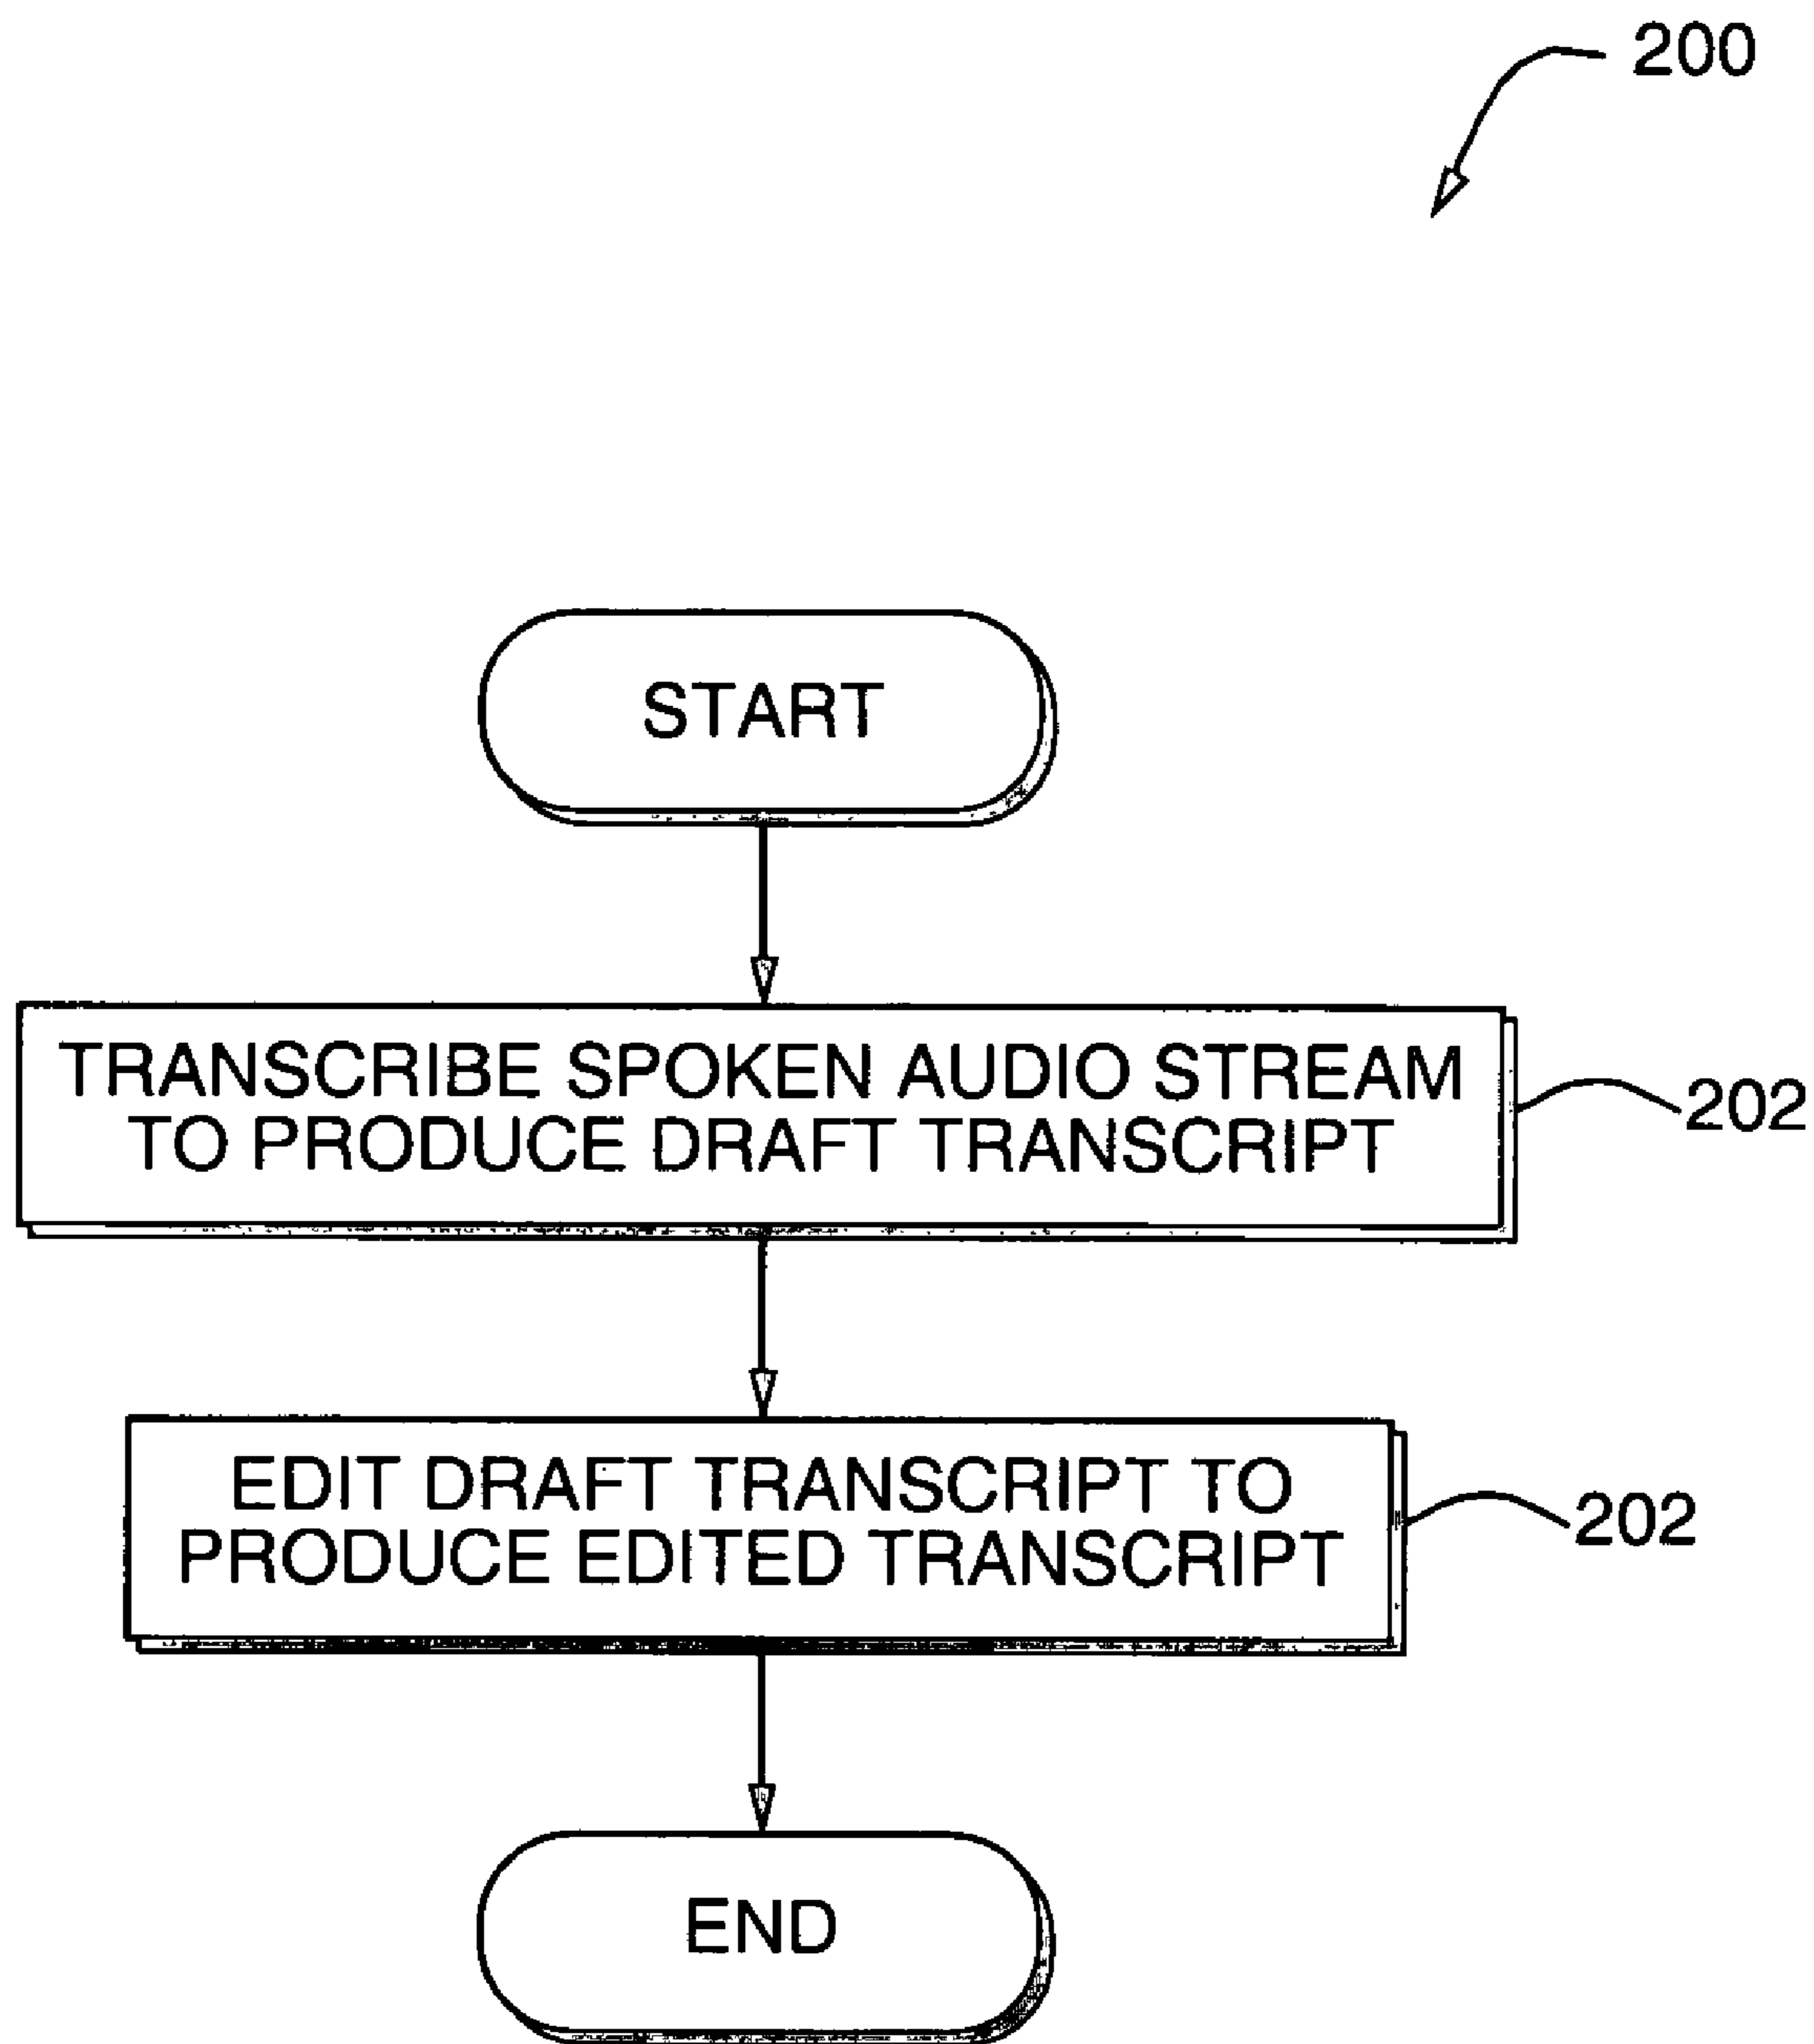 200
START
TRANSCRIBE SPOKEN AUDIO STREAM
TO PRODUCE DRAFT TRANSCRIPT
202
EDIT DRAFT TRANSCRIPT TO
PRODUCE EDITED TRANSCRIPT
202
END